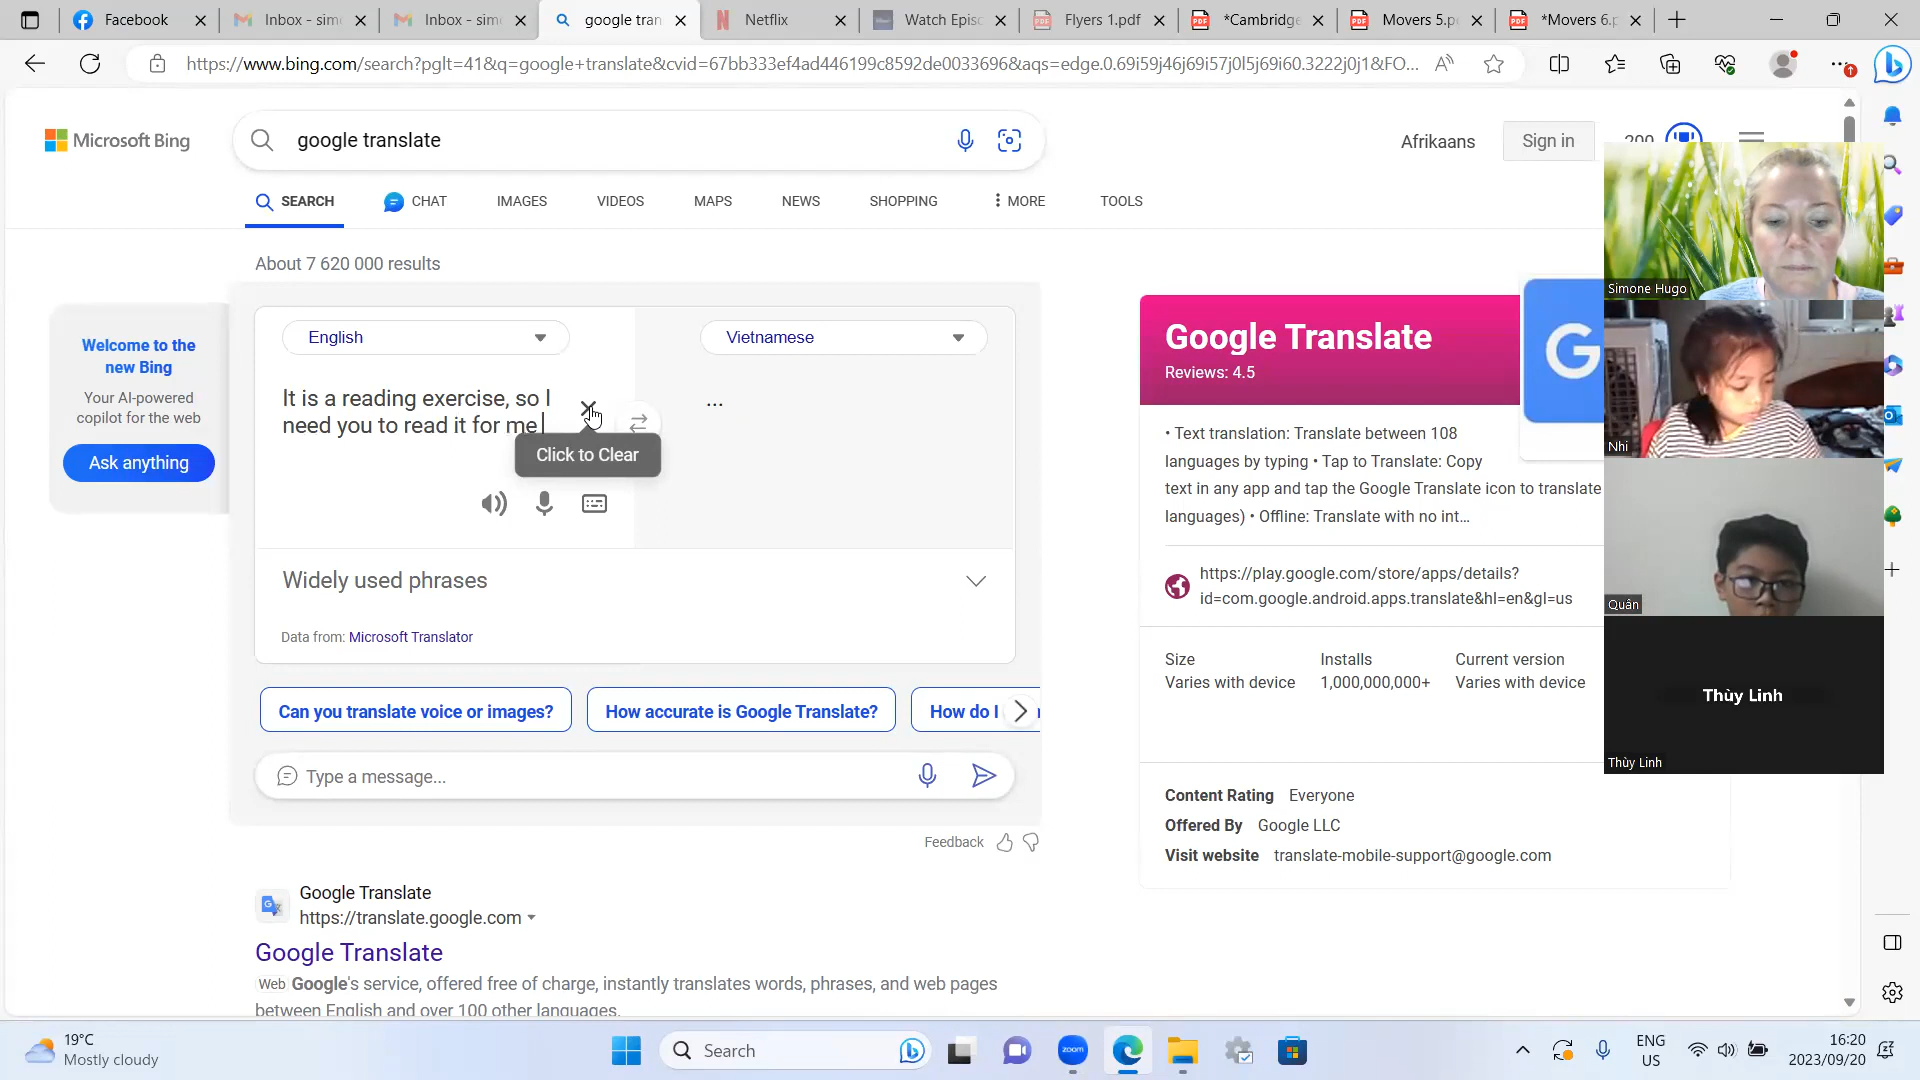 Facebook
Inbox - sim
Inbox - sim
google tran
Netflix
Watch Epis
Flyers 1.pdf
*Cambridge
Movers 5.p
*Movers 6.p
https://www.bing.com/search?pglt=41&q=google+translate&cvid=67bb333ef4ad446199c8592de0033696&aqs=edge.0.69i59j46j69i57j0l5j69i60.3222j0j1&FO...
Microsoft Bing
google translate
Afrikaans
Sign in
SEARCH
CHAT
IMAGES
VIDEOS
MAPS
NEWS
SHOPPING
MORE
TOOLS
About 7 620 000 results
Welcome to the
new Bing
Your AI-powered
copilot for the web
Ask anything
English
Vietnamese
It is a reading exercise, so I
need you to read it for me
...
Click to Clear
Widely used phrases
Data from: Microsoft Translator
Can you translate voice or images?
How accurate is Google Translate?
How do I
Type a message...
Feedback
Google Translate
https://translate.google.com
Google Translate
Web Google's service, offered free of charge, instantly translates words, phrases, and web pages
between English and over 100 other languages.
Google Translate
Reviews: 4.5
• Text translation: Translate between 108
languages by typing • Tap to Translate: Copy
text in any app and tap the Google Translate icon to translate
languages) • Offline: Translate with no int...
https://play.google.com/store/apps/details?
id=com.google.android.apps.translate&hl=en&gl=us
Size
Installs
Current version
Varies with device
1,000,000,000+
Varies with device
Content Rating Everyone
Offered By Google LLC
Visit website translate-mobile-support@google.com
Simone Hugo
Nhi
Quân
Thùy Linh
Thùy Linh
19°C
Mostly cloudy
Search
zoom
ENG
US
16:20
2023/09/20